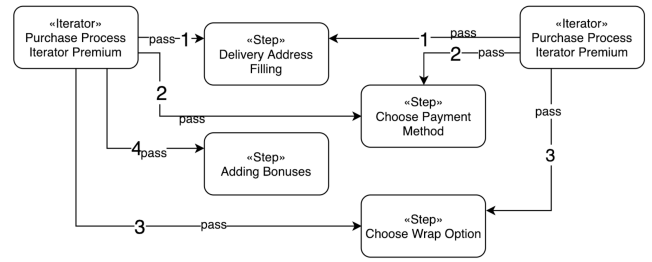 «Iterator»
Purchase Process
Iterator Premium
«Iterator»
Purchase Process
Iterator Premium
pass 1
«Step»
Delivery Address
Filling
1 pass
2 pass
2
pass
«Step»
Choose Payment
Method
pass
3
4 pass
«Step»
Adding Bonuses
3 pass
«Step»
Choose Wrap Option